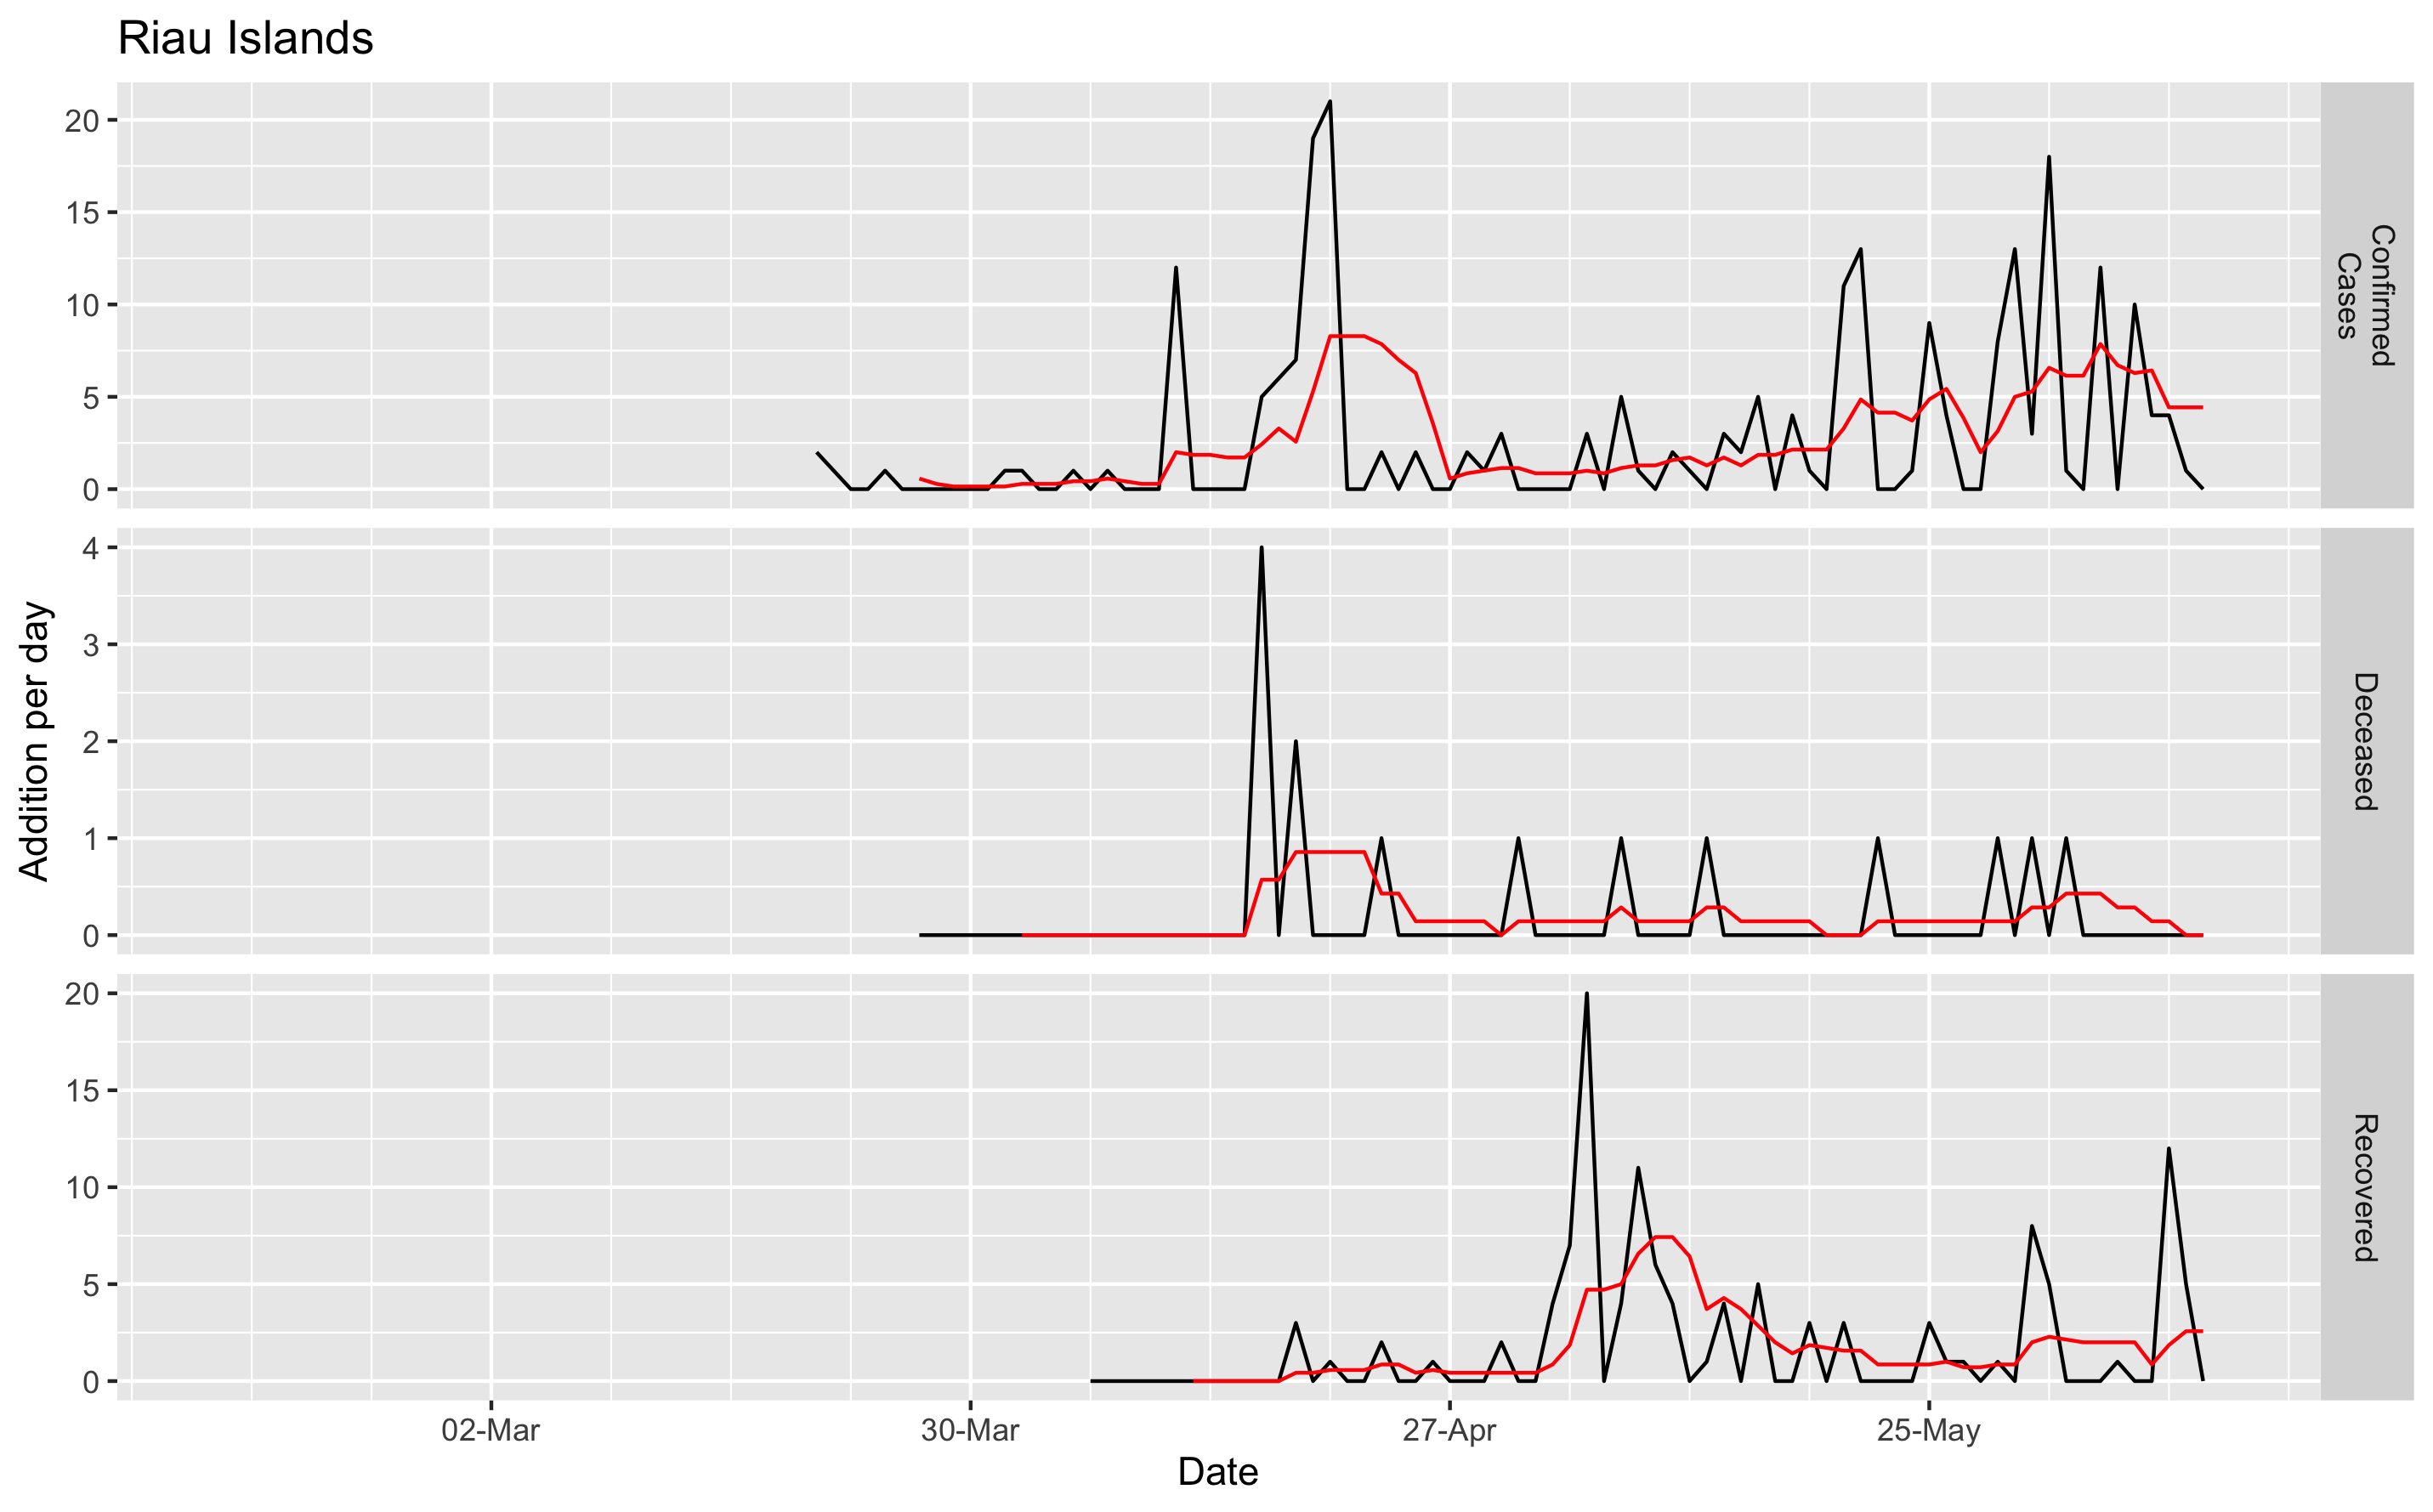 Riau Islands
Addition per day
20
15
10
5
0
Confirmed
Cases
4
3
2
1
0
Deceased
20
15
10
5
0
Recovered
02-Mar
30-Mar
27-Apr
25-May
Date